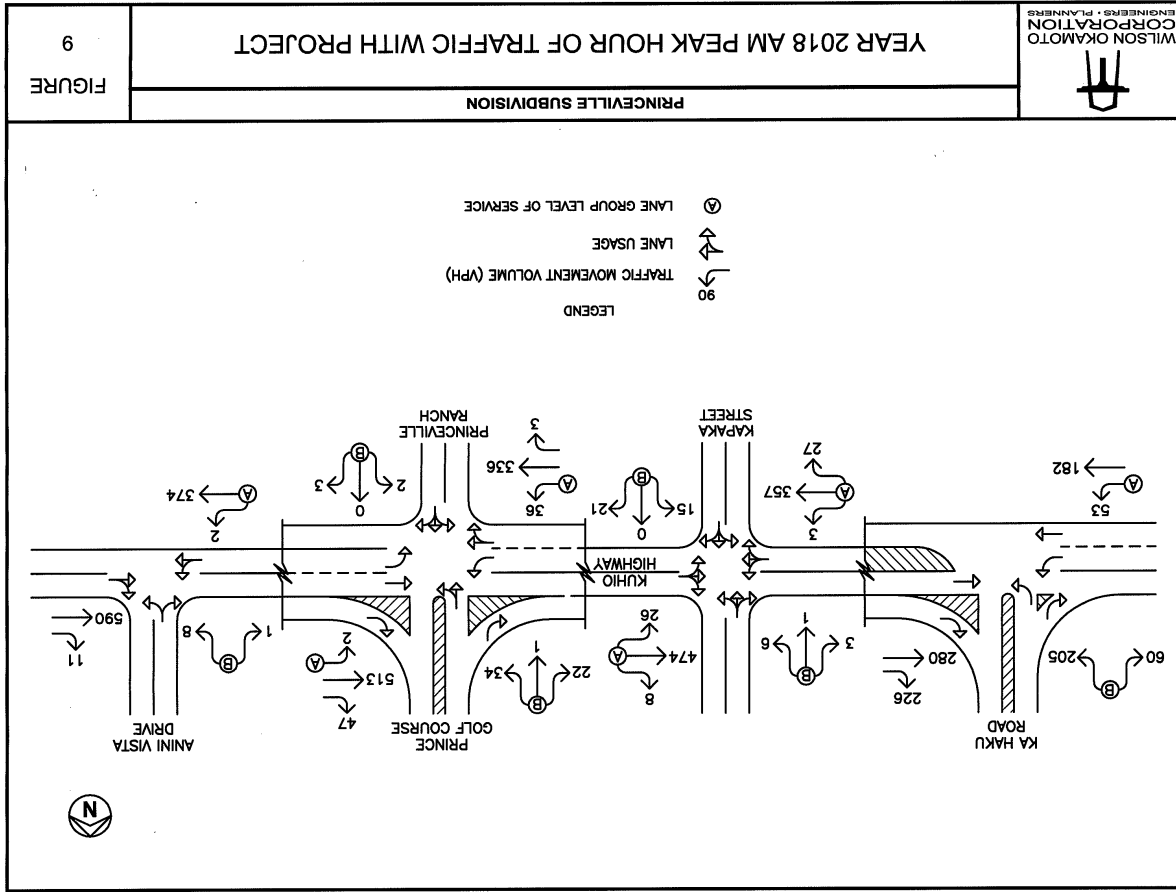 N
KA HAKU
ROAD
60
205
226
280
3
1
6
8
474
26
22
1
34
PRINCE
GOLF COURSE
47
513
2
1
8
ANINI VISTA
DRIVE
11
590
B
A
B
A
B
A
B
KUHIO
HIGHWAY
53
182
A
3
357
27
A
15
0
21
B
KAPAKA
STREET
36
336
3
A
2
0
3
B
PRINCEVILLE
RANCH
2
374
A
LEGEND
90
TRAFFIC MOVEMENT VOLUME (VPH)
LANE USAGE
A LANE GROUP LEVEL OF SERVICE
WILSON OKAMOTO
CORPORATION
ENGINEERS • PLANNERS
PRINCEVILLE SUBDIVISION
YEAR 2018 AM PEAK HOUR OF TRAFFIC WITH PROJECT
FIGURE
9